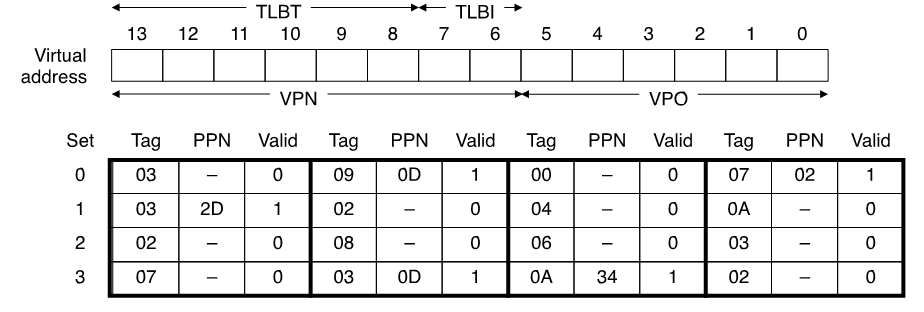 TLBT TLBI
13 12 11 10 9 8 7 6 5 4 3 2 1 0
Virtual
address
VPN VPO
Set Tag PPN Valid Tag PPN Valid Tag PPN Valid Tag PPN Valid
0 03 – 0 09 0D 1 00 – 0 07 02 1
1 03 2D 1 02 – 0 04 – 0 0A – 0
2 02 – 0 08 – 0 06 – 0 03 – 0
3 07 – 0 03 0D 1 0A 34 1 02 – 0